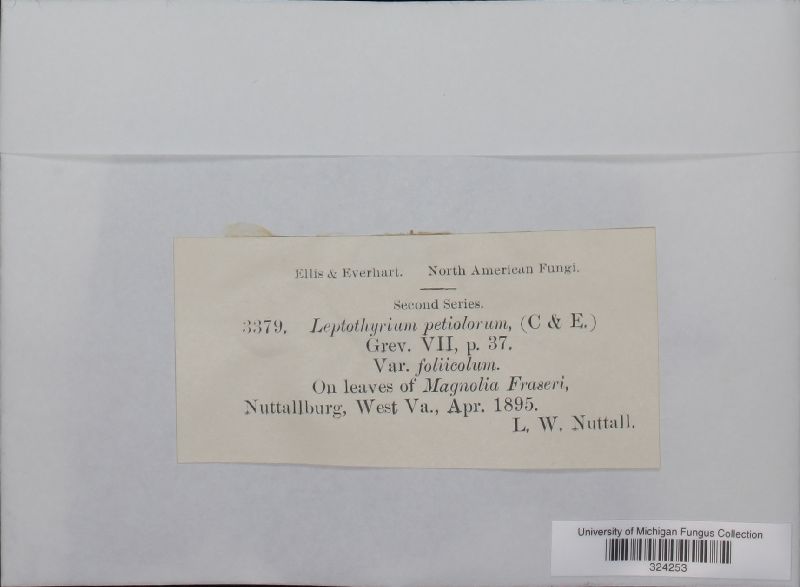 Ellis & Everhart. North American Fungi.
Second Series.
3379. Leptothyrium petiolorum, (C & E.)
Grev. VII, p. 37.
Var. foliicolum.
On leaves of Magnolia Fraseri,
Nuttallburg, West Va., Apr. 1895.
L. W. Nuttall.
University of Michigan Fungus Collection
324253